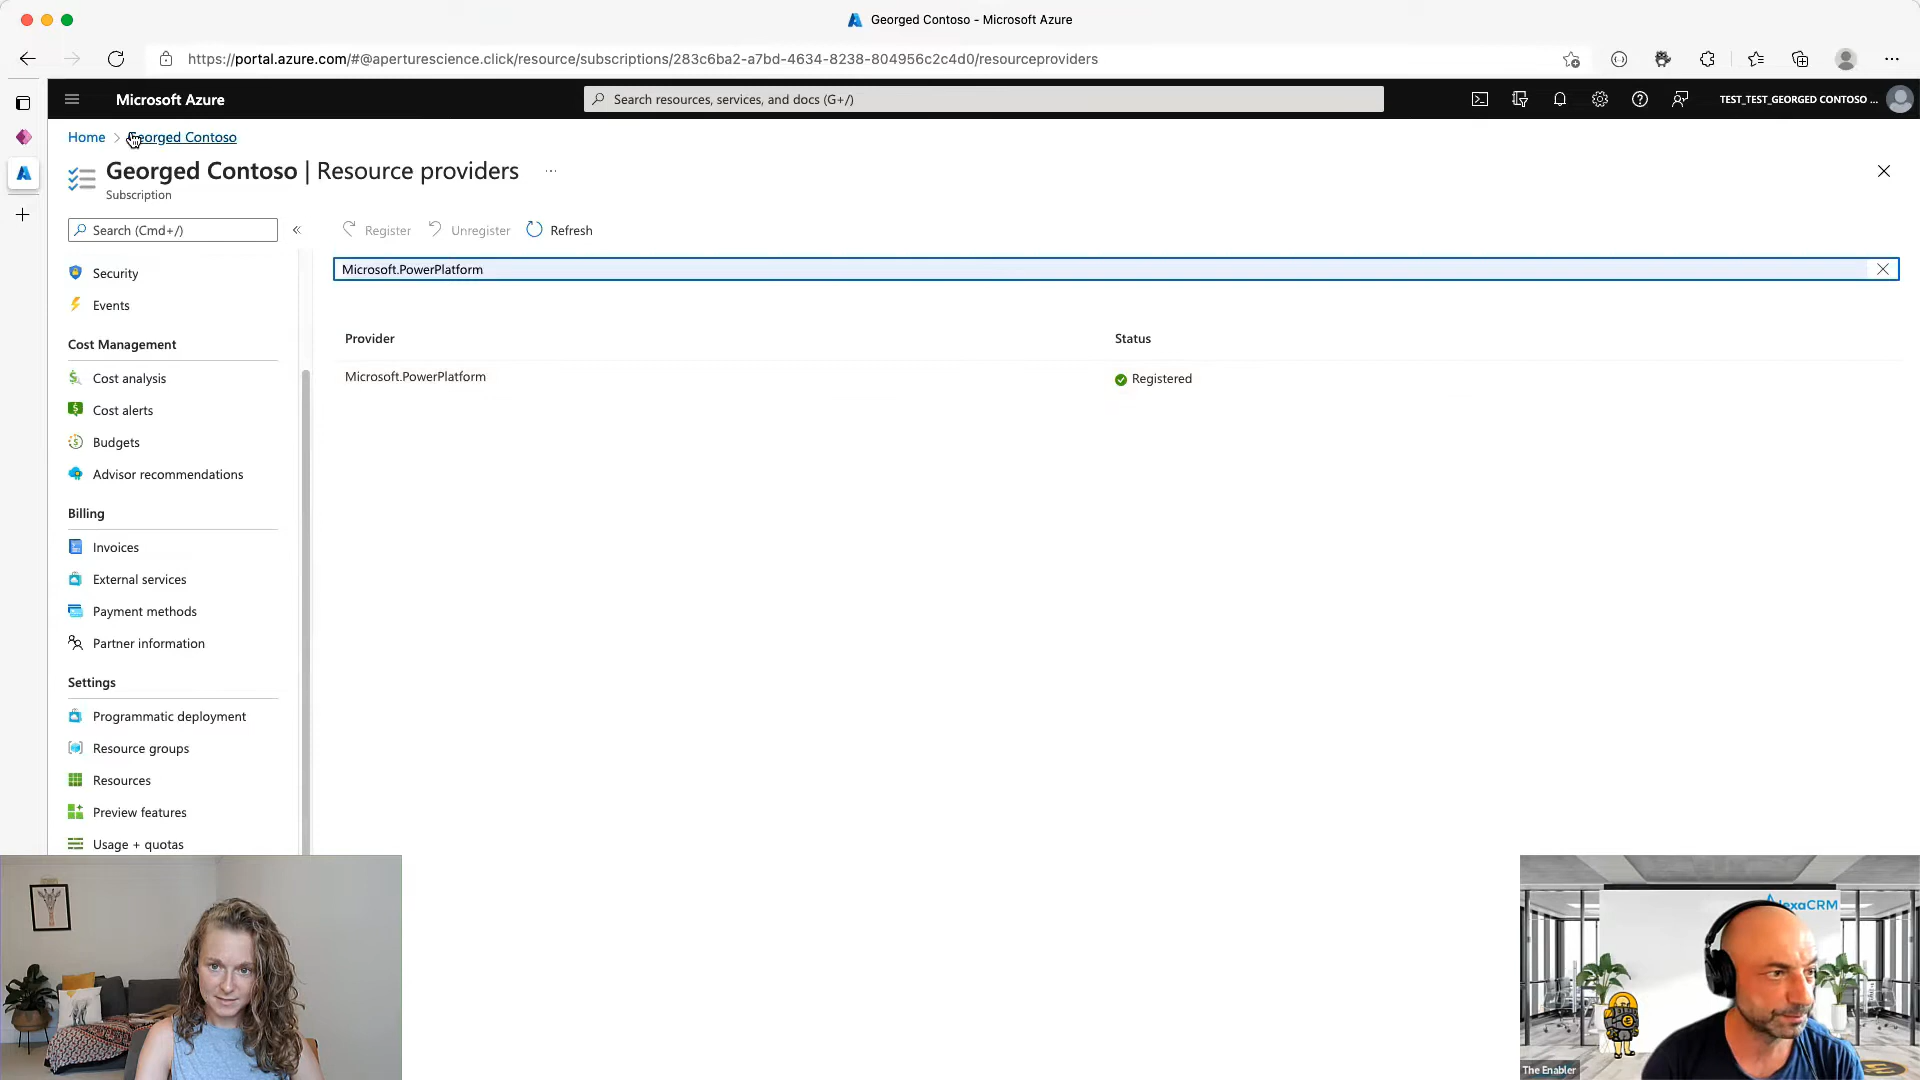 Georged Contoso - Microsoft Azure
https://portal.azure.com/#@aperturescience.click/resource/subscriptions/283c6ba2-a7bd-4634-8238-804956c2c4d0/resourceproviders
Microsoft Azure
Search resources, services, and docs (G+/)
TEST_TEST_GEORGED CONTOSO ...
Home > Georged Contoso
Georged Contoso | Resource providers ...
Subscription
Search (Cmd+/)
«
Register
Unregister
Refresh
Microsoft.PowerPlatform
Security
Events
Cost Management
Cost analysis
Cost alerts
Budgets
Advisor recommendations
Billing
Invoices
External services
Payment methods
Partner information
Settings
Programmatic deployment
Resource groups
Resources
Preview features
Usage + quotas
Provider
Status
Microsoft.PowerPlatform
Registered
AlexaCRM
The Enabler